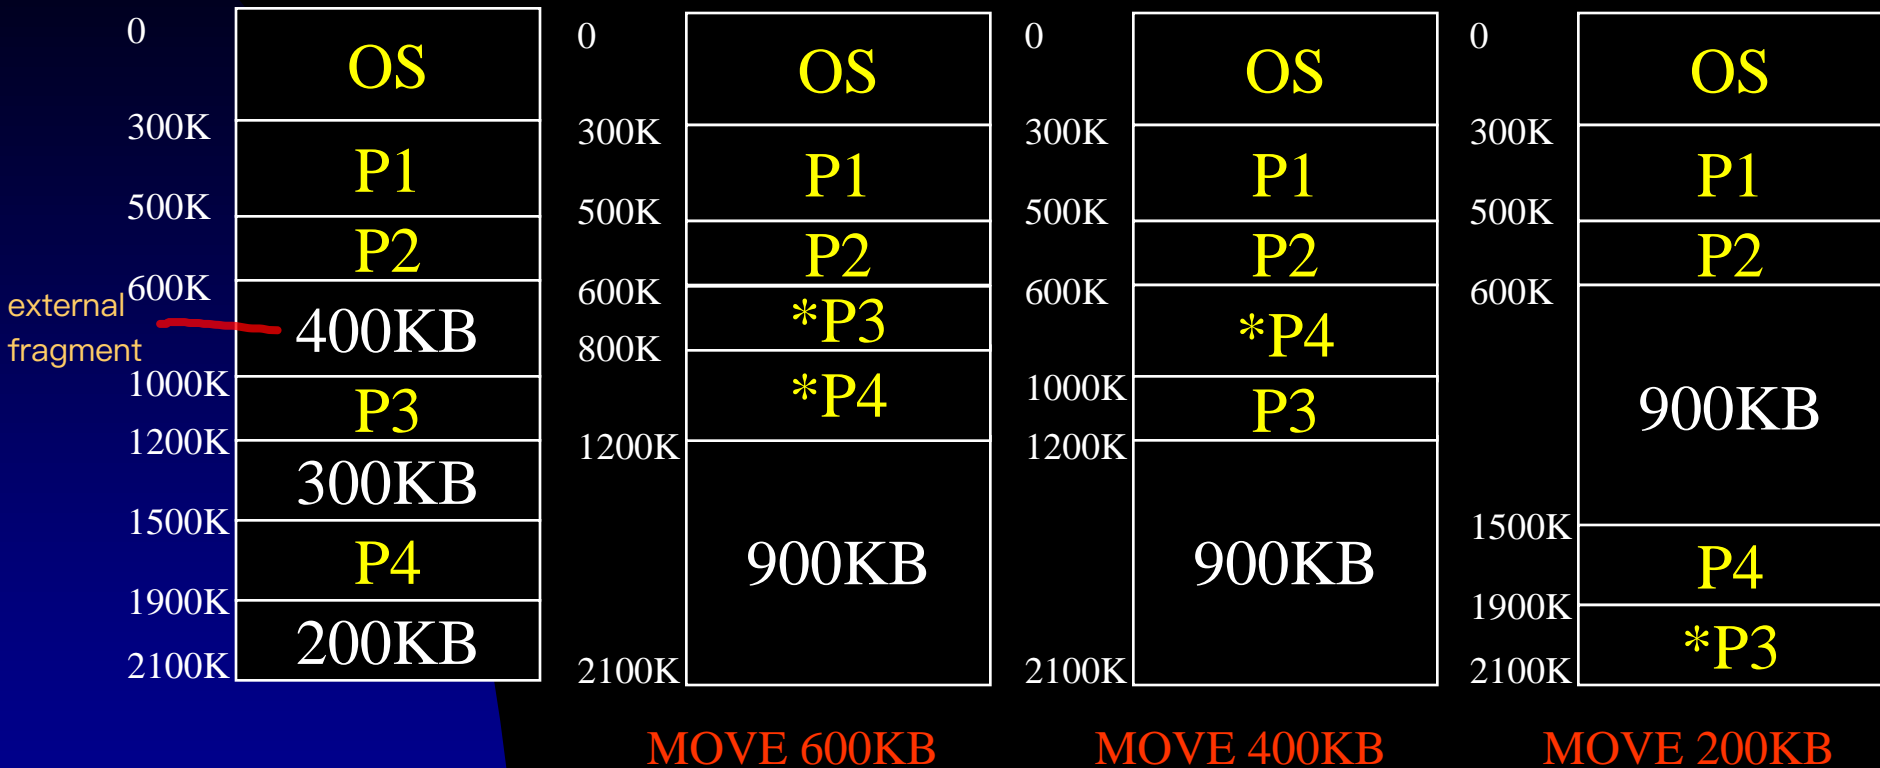 0
OS
300K
P1
500K
P2
600K
external
fragment
400KB
1000K
P3
1200K
300KB
1500K
P4
1900K
200KB
2100K
0
OS
300K
P1
500K
P2
600K
*P3
800K
*P4
1200K
900KB
2100K
MOVE 600KB
0
OS
300K
P1
500K
P2
600K
*P4
1000K
P3
1200K
900KB
2100K
MOVE 400KB
0
OS
300K
P1
500K
P2
600K
900KB
1500K
P4
1900K
*P3
2100K
MOVE 200KB